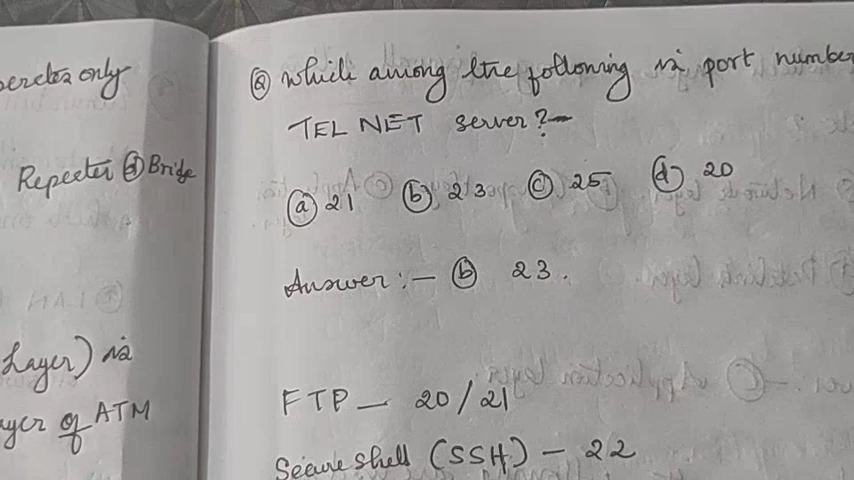 only
Repeater ⓓ Bridge
Layer) is
of ATM
ⓠ which among the following is port number
TELNET server?-
ⓐ 21 ⓑ 23 ⓒ 25 ⓓ 20
Answer :- ⓑ 23.
FTP - 20/21
Secure shell (SSH) - 22